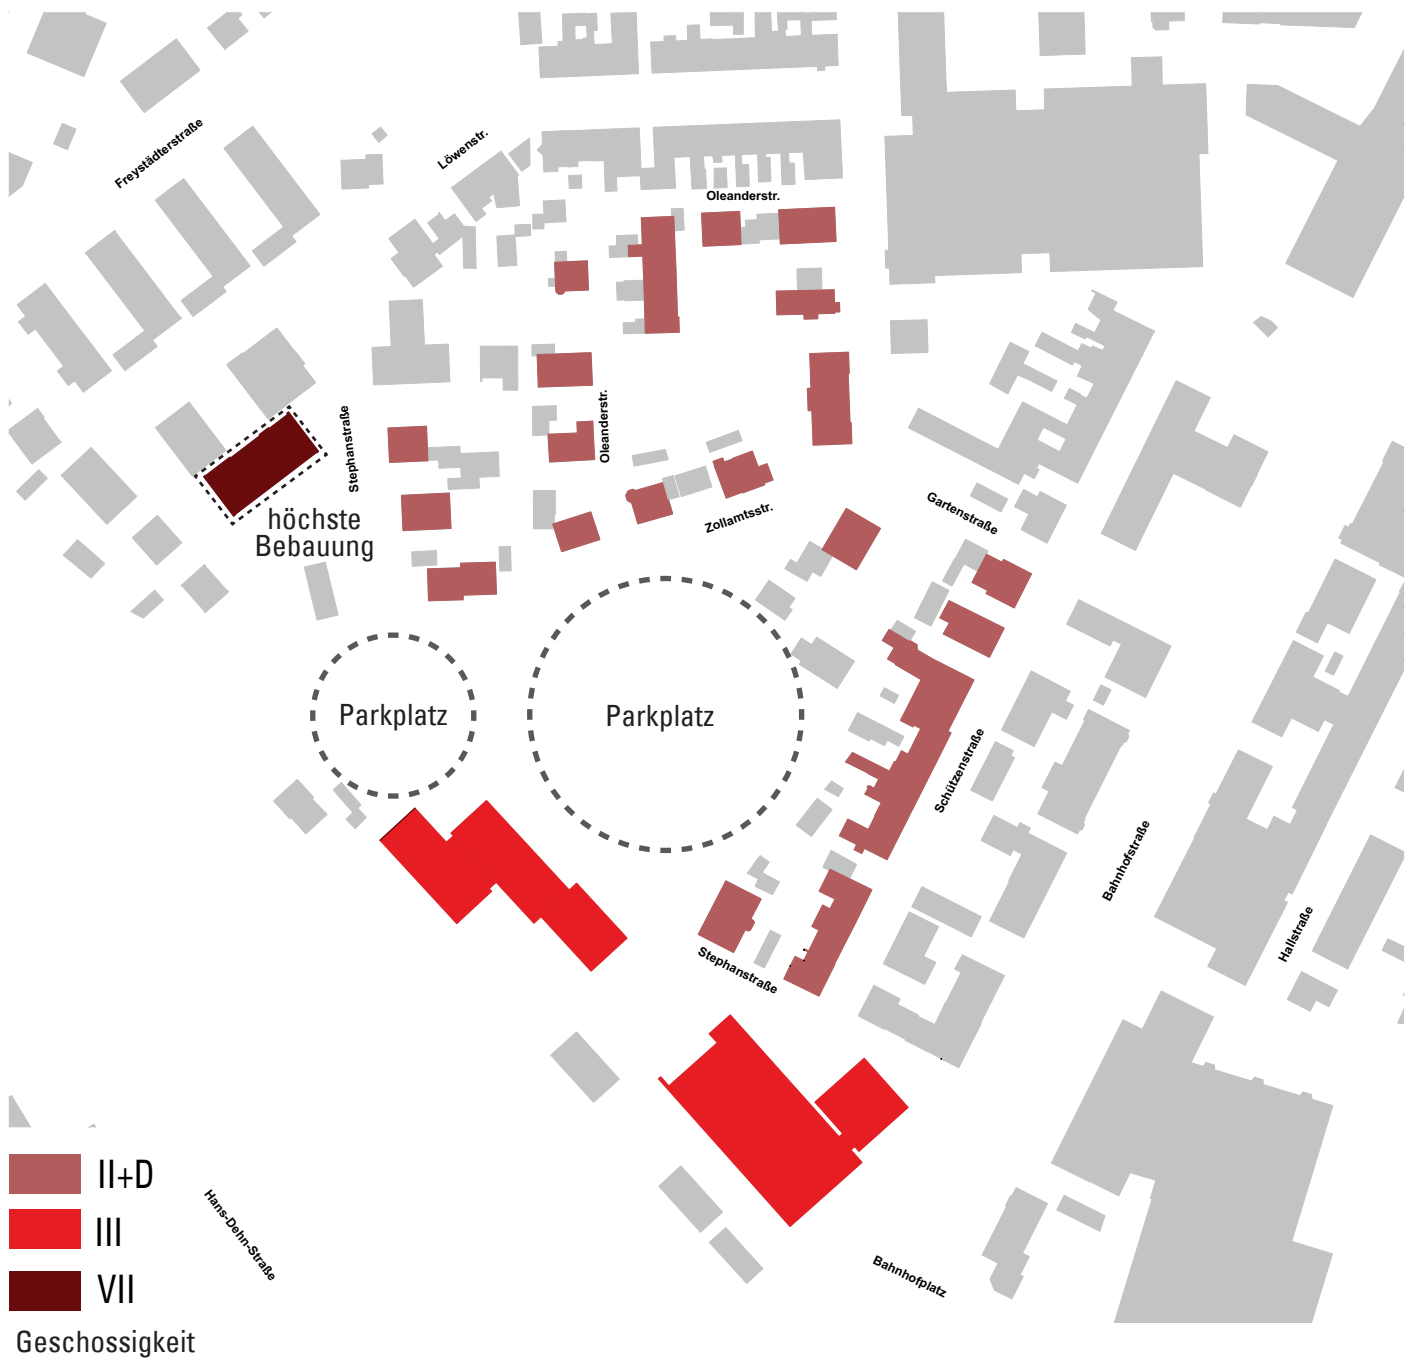 Freystädterstraße
Löwenstr.
Oleanderstr.
Stephanstraße
Oleanderstr.
höchste
Bebauung
Zollamtsstr.
Gartenstraße
Parkplatz
Parkplatz
Schützenstraße
Bahnhofstraße
Hallstraße
Stephanstraße
II+D
III
VII
Geschossigkeit
Hans-Dehn-Straße
Bahnhofplatz